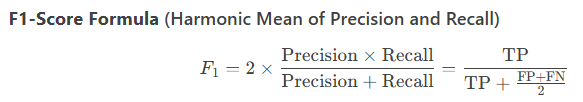 F1-Score Formula (Harmonic Mean of Precision and Recall)
F₁ = 2 × (Precision × Recall) / (Precision + Recall) = TP / (TP + (FP+FN)/2)